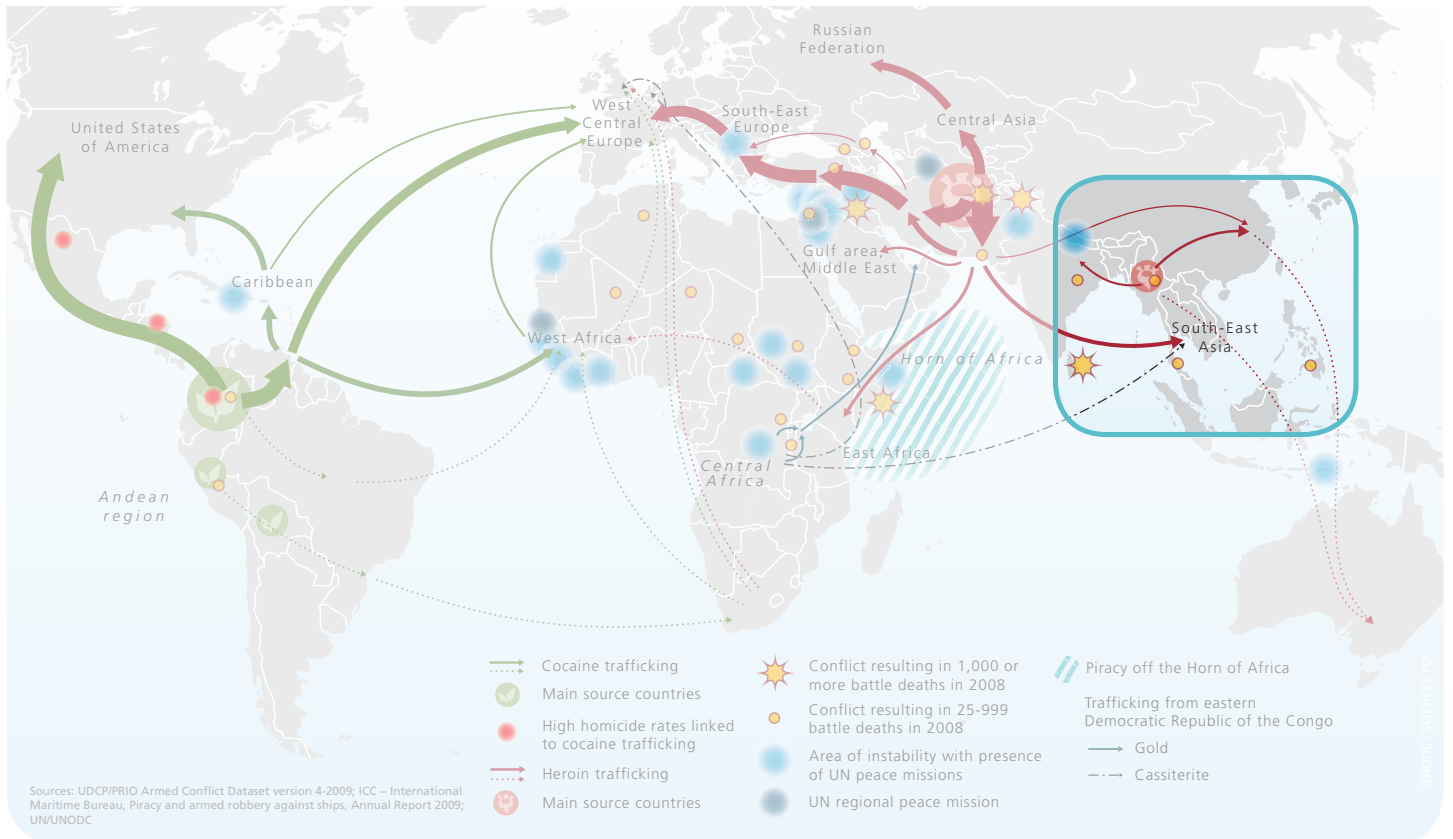 Russian
Federation
West
Central
Europe
South-East
Europe
Central Asia
United States
of America
Caribbean
Gulf area,
Middle East
West Africa
Horn of Africa
South-East
Asia
East Africa
Central
Africa
Andean
region
Cocaine trafficking
Main source countries
High homicide rates linked
to cocaine trafficking
Heroin trafficking
Main source countries
Conflict resulting in 1,000 or
more battle deaths in 2008
Conflict resulting in 25-999
battle deaths in 2008
Area of instability with presence
of UN peace missions
UN regional peace mission
Piracy off the Horn of Africa
Trafficking from eastern
Democratic Republic of the Congo
Gold
Cassiterite
Sources: UDCP/PRIO Armed Conflict Dataset version 4-2009; ICC – International
Maritime Bureau, Piracy and armed robbery against ships, Annual Report 2009;
UN/UNODC
UNODC / SCIENCES PO